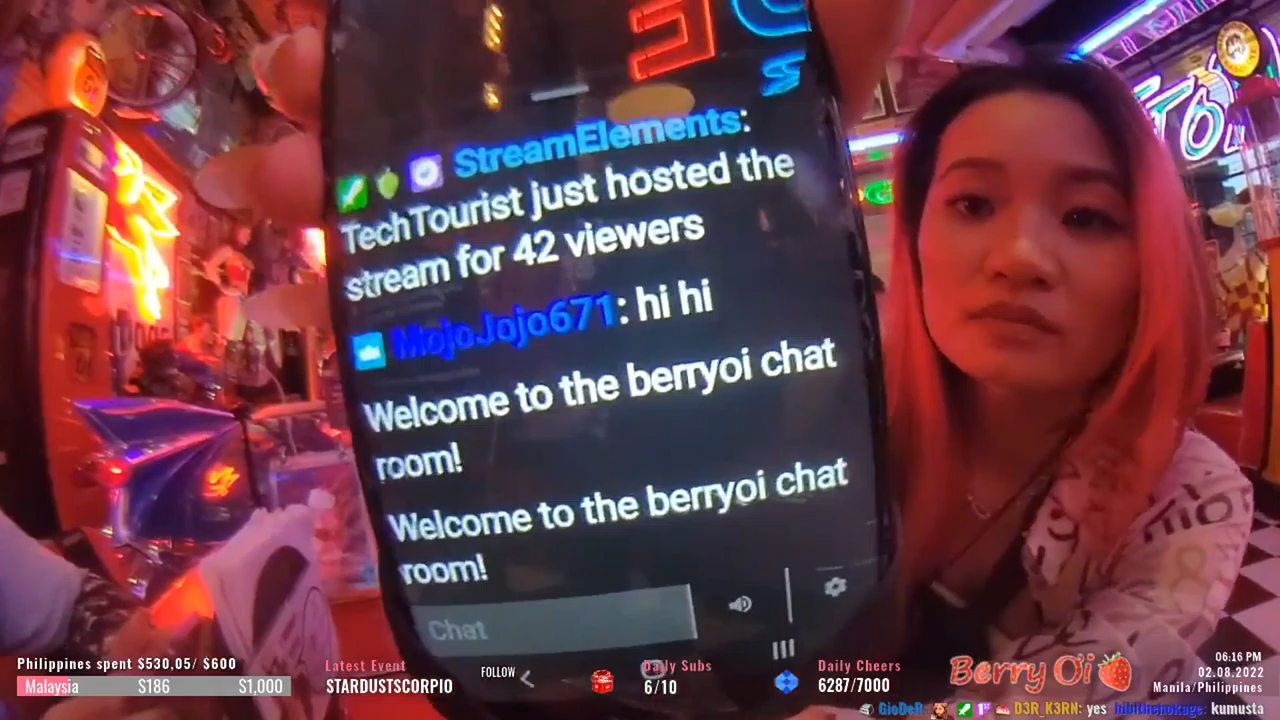 StreamElements:
TechTourist just hosted the
stream for 42 viewers
MojoJojo671: hi hi
Welcome to the berryoi chat
room!
Welcome to the berryoi chat
room!
Chat
Philippines spent $530,05/ $600
Malaysia $186 $1,000
Latest Event
STARDUSTSCORPIO
FOLLOW
Daily Subs
6/10
Daily Cheers
6287/7000
Berry Oi
06:16 PM
02.08.2022
Manila/Philippines
GioDeR: D3R_K3RN: yes hibithehokage: kumusta